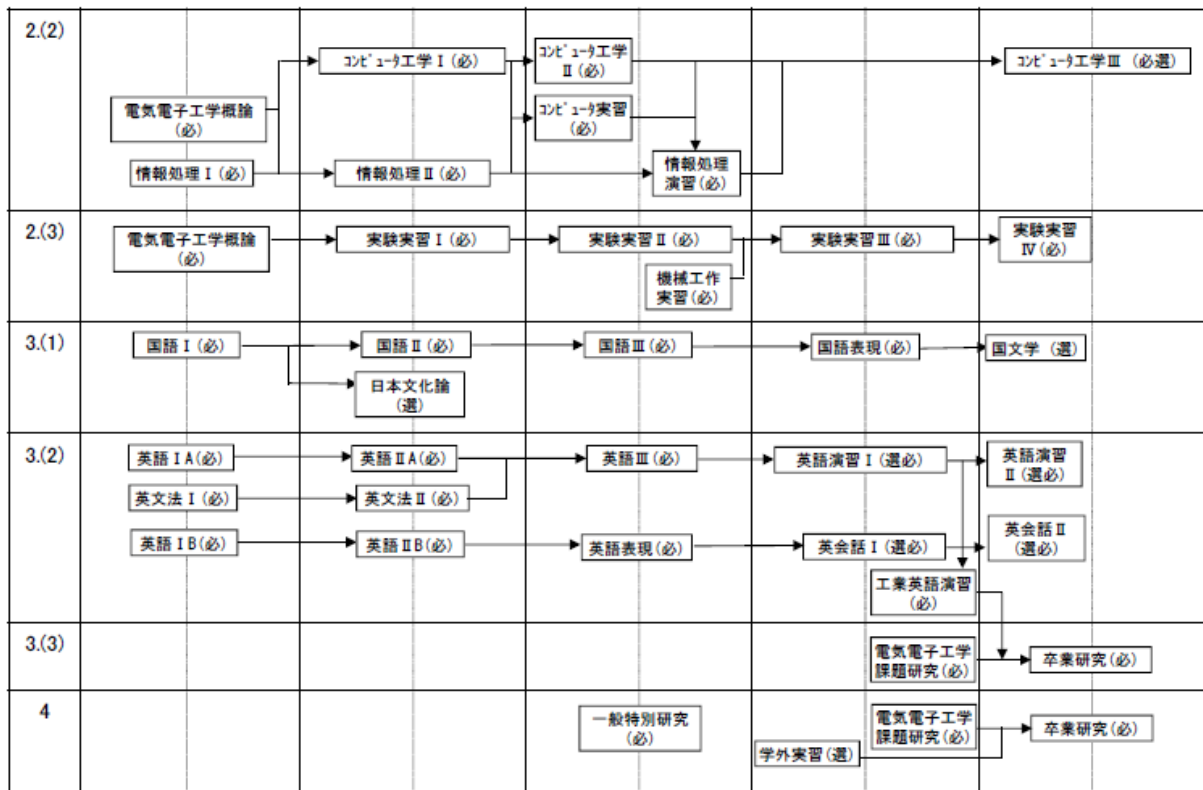 2.(2)
コンピュータ工学Ⅰ(必)
コンピュータ工学
Ⅱ(必)
コンピュータ工学Ⅲ (必選)
電気電子工学概論
(必)
コンピュータ実習
(必)
情報処理Ⅰ(必)
情報処理Ⅱ(必)
情報処理
演習(必)
2.(3)
電気電子工学概論
(必)
実験実習Ⅰ(必)
実験実習Ⅱ(必)
実験実習Ⅲ(必)
実験実習
Ⅳ(必)
機械工作
実習(必)
3.(1)
国語Ⅰ(必)
国語Ⅱ(必)
国語Ⅲ(必)
国語表現(必)
国文学 (選)
日本文化論
(選)
3.(2)
英語ⅠA(必)
英語ⅡA(必)
英語Ⅲ(必)
英語演習Ⅰ(選必)
英語演習
Ⅱ(選必)
英文法Ⅰ(必)
英文法Ⅱ(必)
英語ⅠB(必)
英語ⅡB(必)
英語表現(必)
英会話Ⅰ(選必)
英会話Ⅱ
(選必)
工業英語演習
(必)
3.(3)
電気電子工学
課題研究(必)
卒業研究(必)
4
一般特別研究
(必)
電気電子工学
課題研究(必)
卒業研究(必)
学外実習(選)